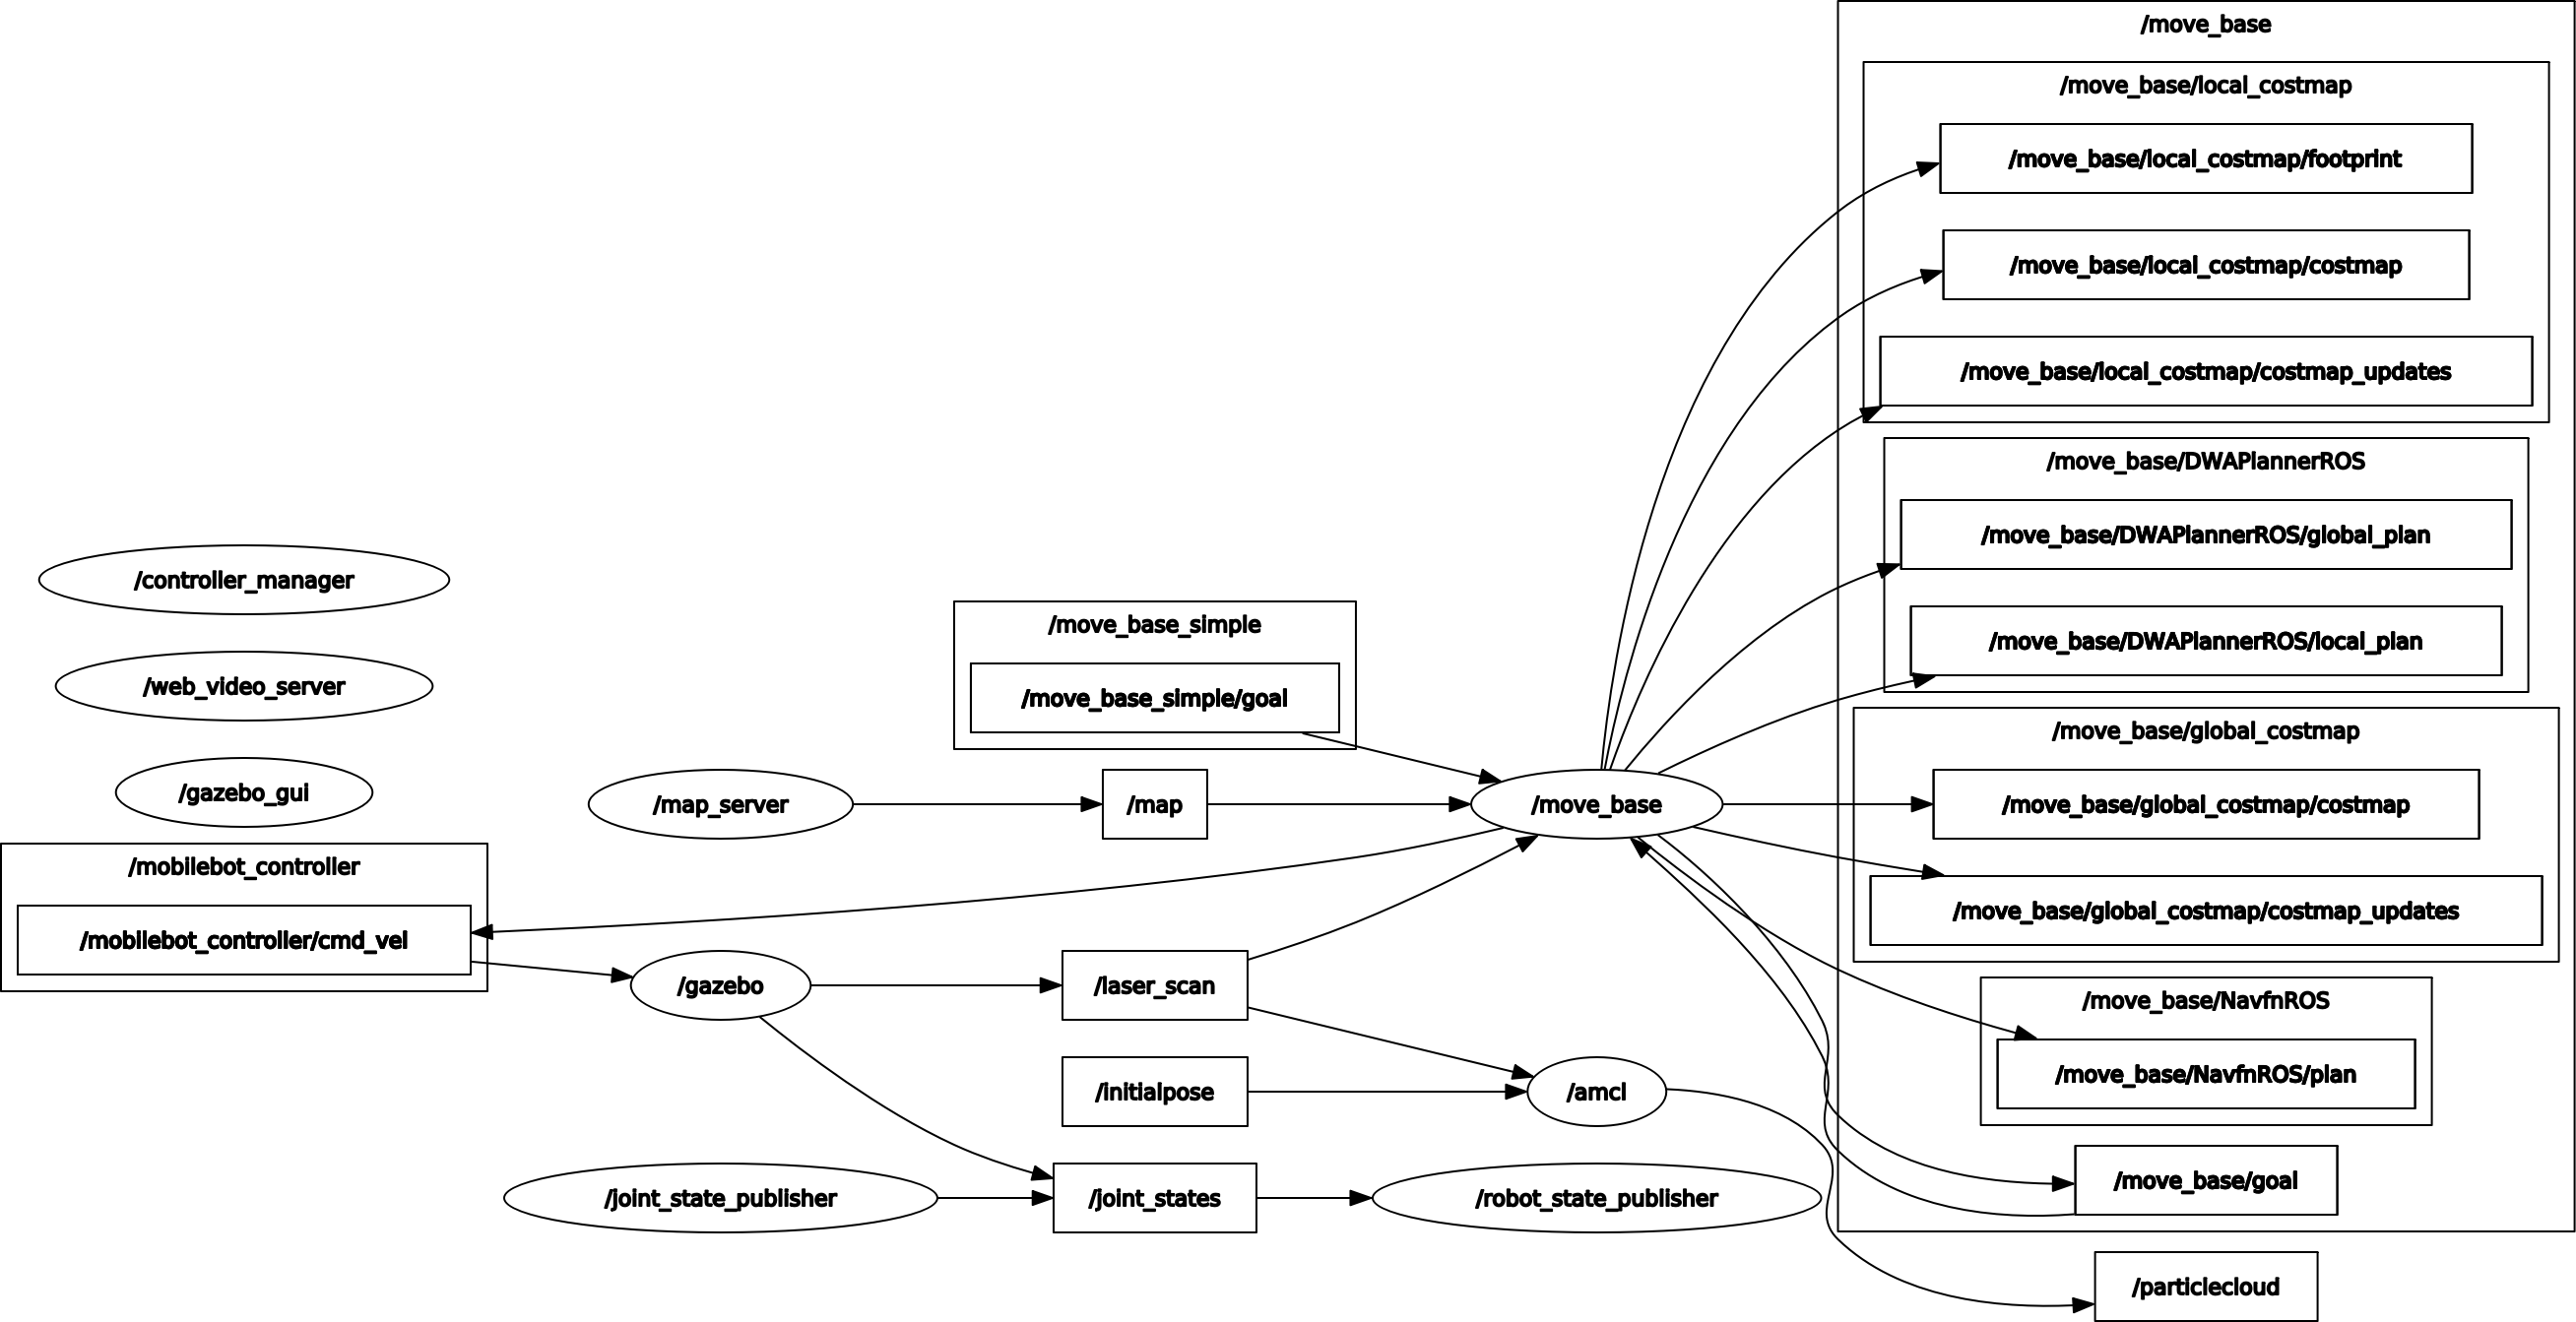 /move_base
/move_base/local_costmap
/move_base/local_costmap/footprint
/move_base/local_costmap/costmap
/move_base/local_costmap/costmap_updates
/move_base/DWAPlannerROS
/move_base/DWAPlannerROS/global_plan
/controller_manager
/move_base_simple
/move_base/DWAPlannerROS/local_plan
/web_video_server
/move_base_simple/goal
/move_base/global_costmap
/gazebo_gui
/map_server
/map
/move_base
/move_base/global_costmap/costmap
/mobilebot_controller
/mobilebot_controller/cmd_vel
/move_base/global_costmap/costmap_updates
/gazebo
/laser_scan
/move_base/NavfnROS
/initialpose
/amcl
/move_base/NavfnROS/plan
/joint_state_publisher
/joint_states
/robot_state_publisher
/move_base/goal
/particlecloud